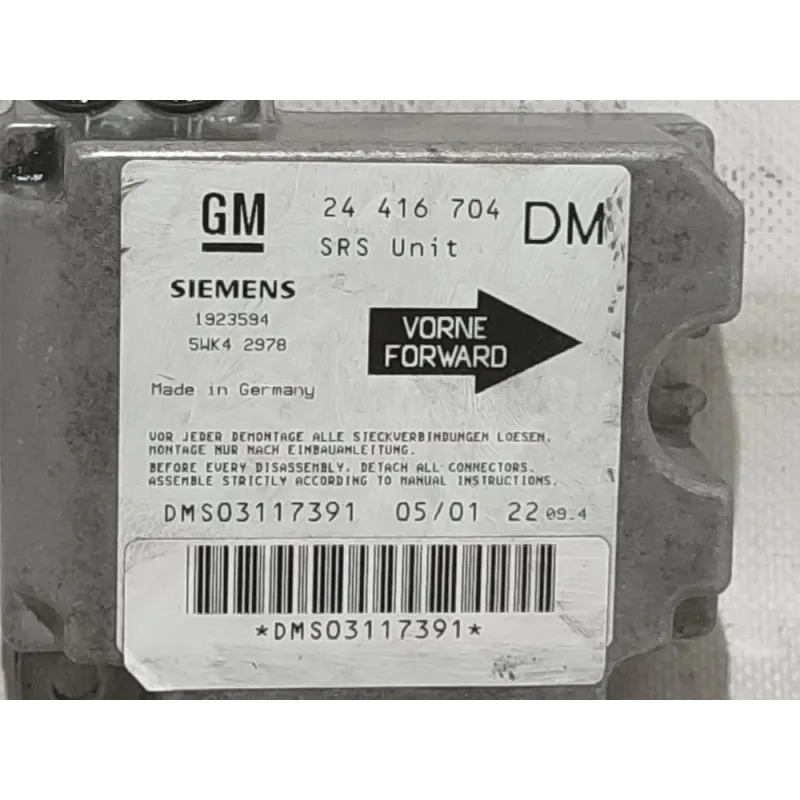 GM 24 416 704 DM
SRS Unit
SIEMENS
1923594
5WK4 2978
VORNE
FORWARD
Made in Germany
VOR JEDER DEMONTAGE ALLE STECKVERBINDUNGEN LOESEN.
MONTAGE NUR NACH EINBAUANLEITUNG.
BEFORE EVERY DISASSEMBLY, DETACH ALL CONNECTORS.
ASSEMBLE STRICTLY ACCORDING TO MANUAL INSTRUCTIONS.
DMS03117391 05/01 22 09.4
*DMS03117391*